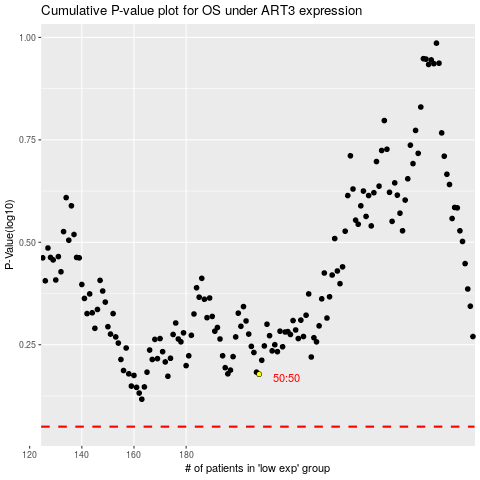 Cumulative P-value plot for OS under ART3 expression
P-Value(log10)
1.00
0.75
0.50
0.25
50:50
120 140 160 180
# of patients in 'low exp' group